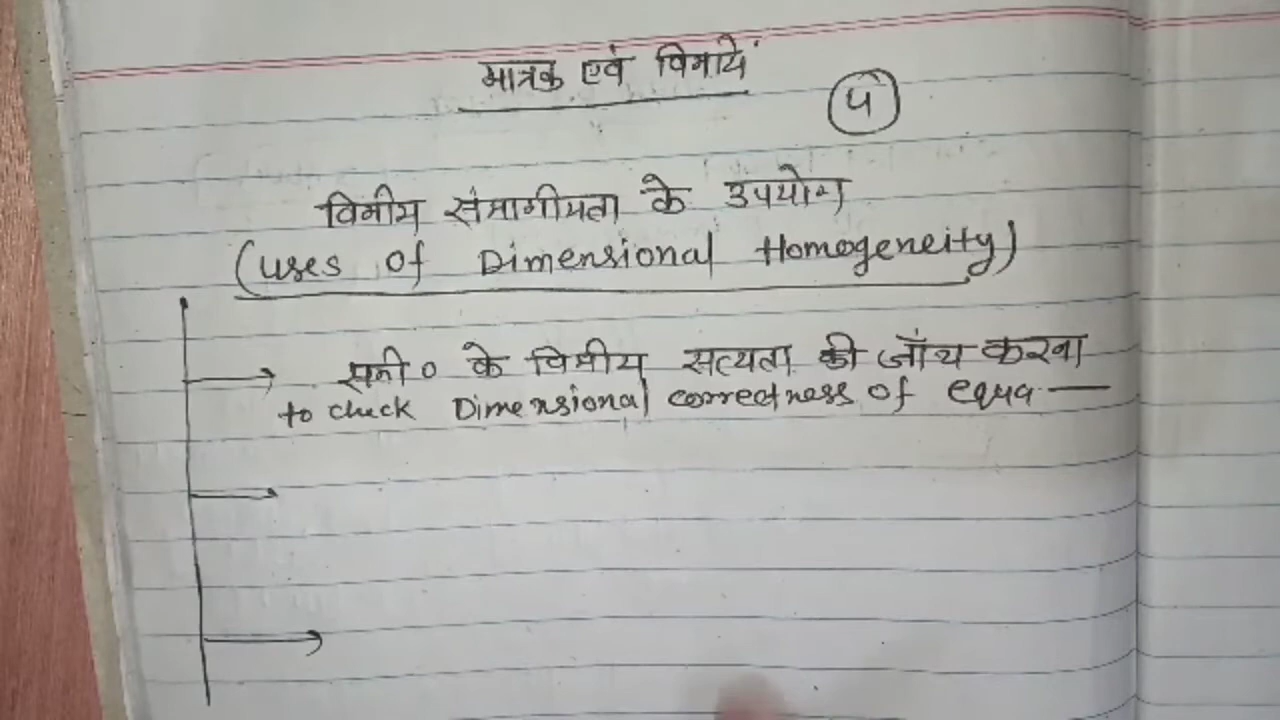 मात्रक एवं विमायें
4
विमीय संमागीयता के उपयोग
(uses of Dimensional Homogeneity)
समी० के विमीय सत्यता की जाँच करना
to check Dimensional correctness of equa —